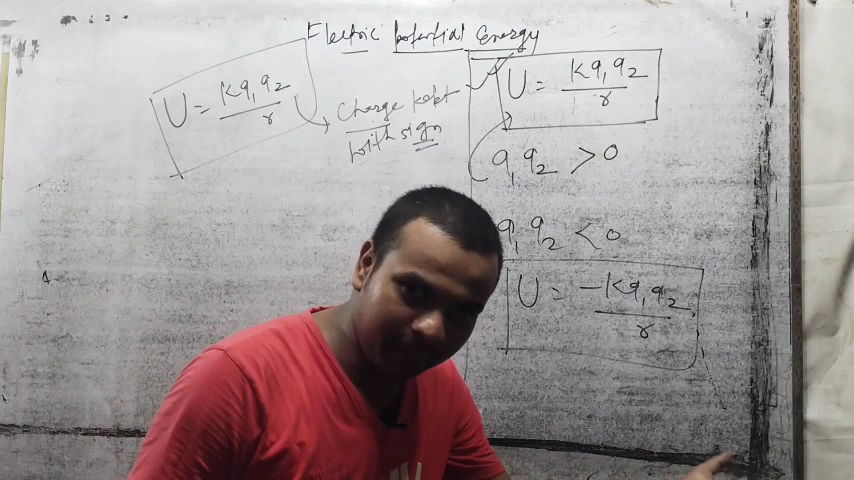 Electric potential Energy
U = Kq1q2 / r
Charge kept
with sign
U = Kq1q2 / r
q1q2 > 0
q1q2 < 0
U = -Kq1q2 / r